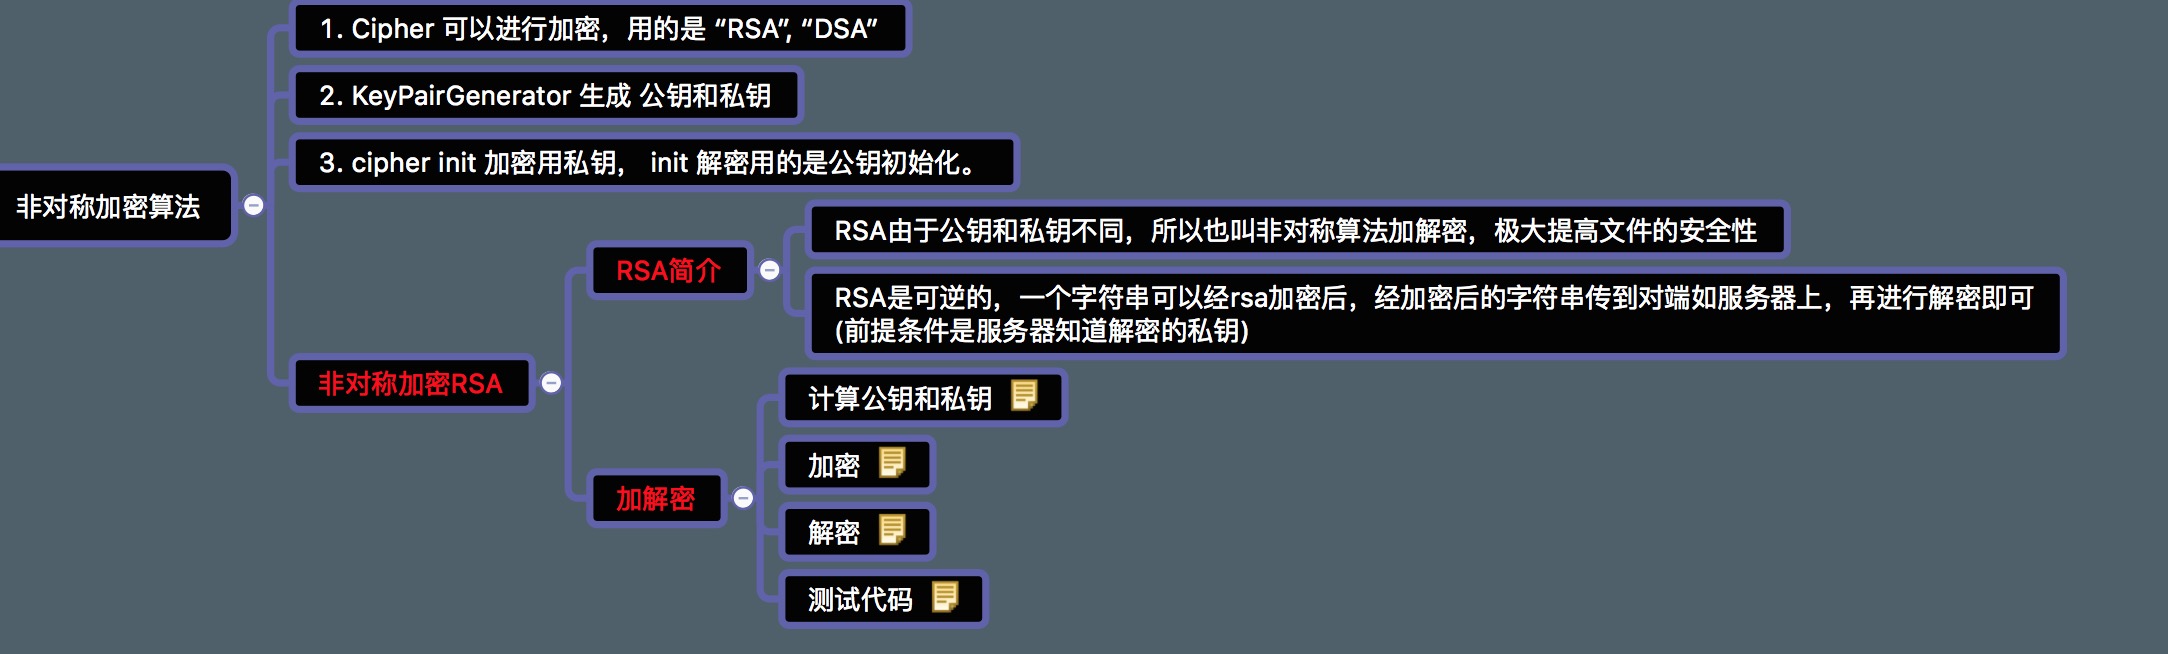 1. Cipher 可以进行加密，用的是 “RSA”, “DSA”
2. KeyPairGenerator 生成 公钥和私钥
3. cipher init 加密用私钥， init 解密用的是公钥初始化。
非对称加密算法
RSA由于公钥和私钥不同，所以也叫非对称算法加解密，极大提高文件的安全性
RSA简介
RSA是可逆的，一个字符串可以经rsa加密后，经加密后的字符串传到对端如服务器上，再进行解密即可
(前提条件是服务器知道解密的私钥)
非对称加密RSA
计算公钥和私钥
加密
加解密
解密
测试代码